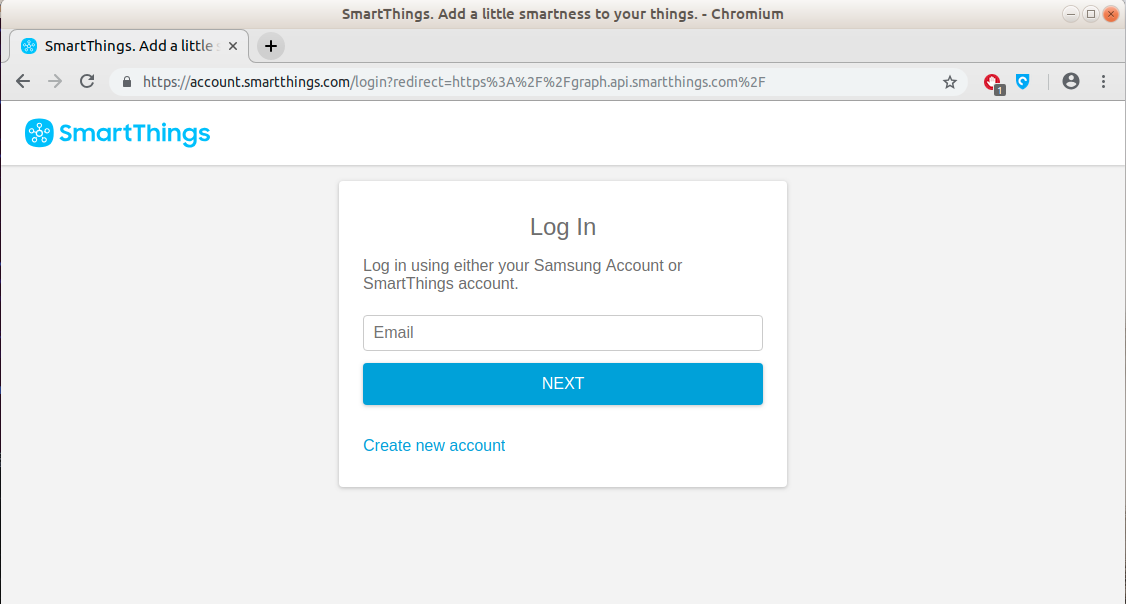 SmartThings. Add a little smartness to your things. - Chromium
SmartThings. Add a little s
https://account.smartthings.com/login?redirect=https%3A%2F%2Fgraph.api.smartthings.com%2F
1
SmartThings
Log In
Log in using either your Samsung Account or
SmartThings account.
Email
NEXT
Create new account